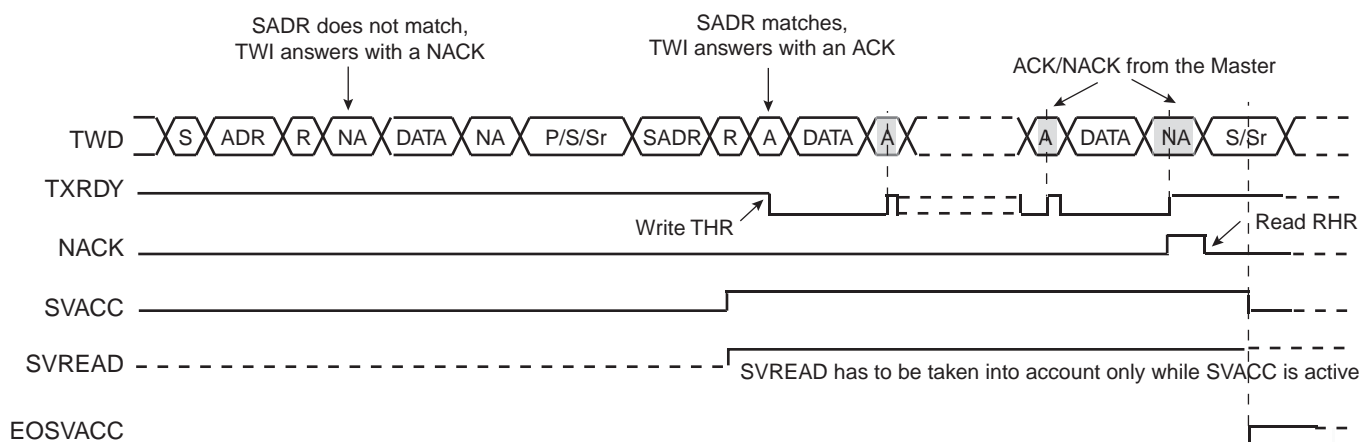 SADR does not match,
TWI answers with a NACK
SADR matches,
TWI answers with an ACK
ACK/NACK from the Master
TWD S ADR R NA DATA NA P/S/Sr SADR R A DATA A A DATA NA S/Sr
TXRDY
Write THR
Read RHR
NACK
SVACC
SVREAD
SVREAD has to be taken into account only while SVACC is active
EOSVACC